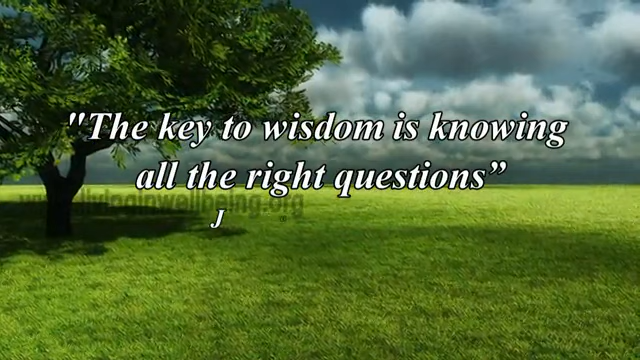 "The key to wisdom is knowing
all the right questions”
J